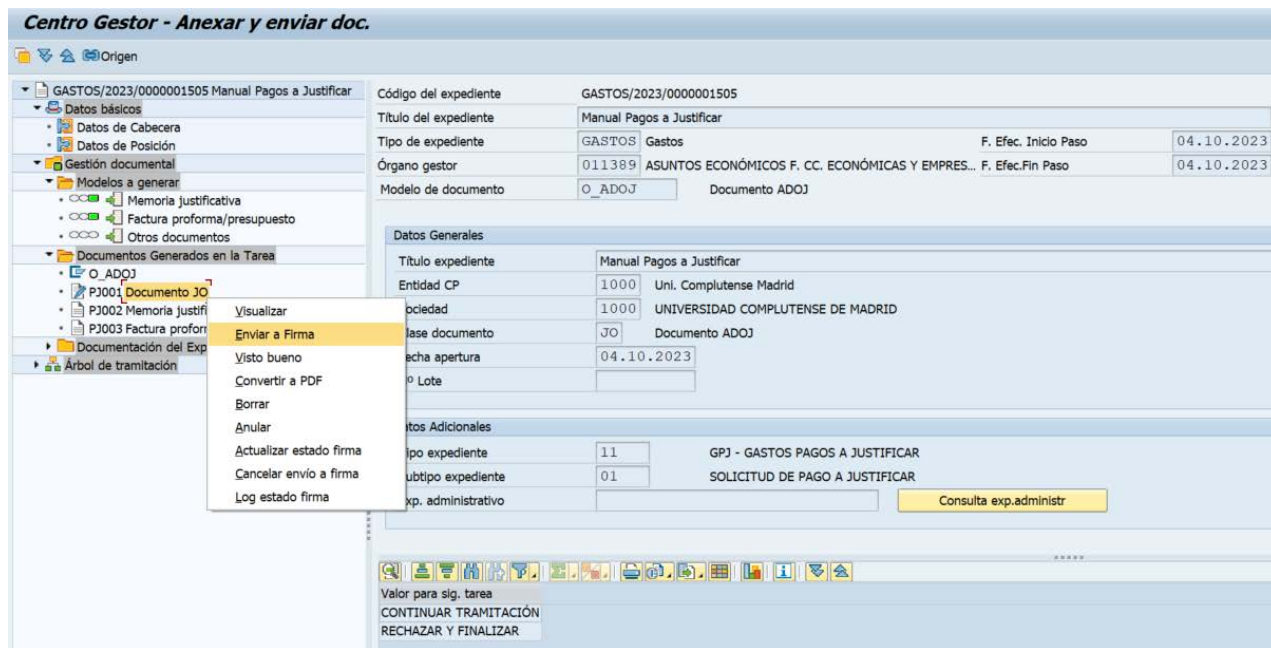 Centro Gestor - Anexar y enviar doc.
Origen
GASTOS/2023/0000001505 Manual Pagos a Justificar
Datos básicos
Datos de Cabecera
Datos de Posición
Gestión documental
Modelos a generar
Memoria justificativa
Factura proforma/presupuesto
Otros documentos
Documentos Generados en la Tarea
O_ADOJ
PJ001 Documento JO
PJ002 Memoria justifi
PJ003 Factura profor
Documentación del Exp
Árbol de tramitación
Visualizar
Enviar a Firma
Visto bueno
Convertir a PDF
Borrar
Anular
Actualizar estado firma
Cancelar envío a firma
Log estado firma
Código del expediente GASTOS/2023/0000001505
Título del expediente Manual Pagos a Justificar
Tipo de expediente GASTOS Gastos F. Efec. Inicio Paso 04.10.2023
Órgano gestor 011389 ASUNTOS ECONÓMICOS F. CC. ECONÓMICAS Y EMPRES... F. Efec.Fin Paso 04.10.2023
Modelo de documento O_ADOJ Documento ADOJ
Datos Generales
Título expediente Manual Pagos a Justificar
Entidad CP 1000 Uni. Complutense Madrid
ociedad 1000 UNIVERSIDAD COMPLUTENSE DE MADRID
lase documento JO Documento ADOJ
echa apertura 04.10.2023
º Lote
tos Adicionales
ipo expediente 11 GPJ - GASTOS PAGOS A JUSTIFICAR
ubtipo expediente 01 SOLICITUD DE PAGO A JUSTIFICAR
xp. administrativo Consulta exp.administr
Valor para sig. tarea
CONTINUAR TRAMITACIÓN
RECHAZAR Y FINALIZAR